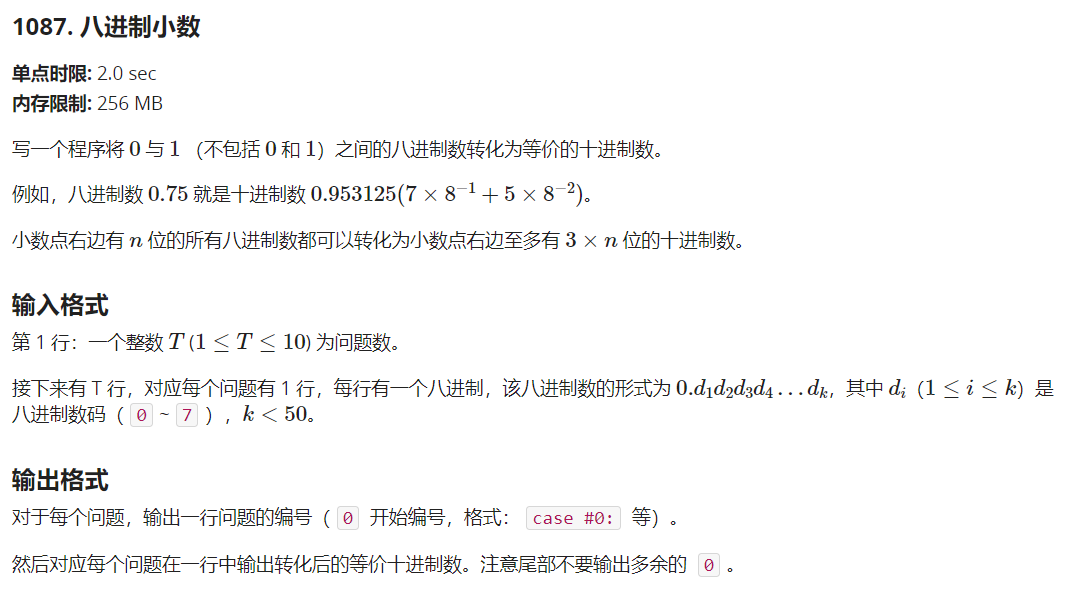 1087. 八进制小数
单点时限: 2.0 sec
内存限制: 256 MB
写一个程序将 0 与 1 （不包括 0 和 1）之间的八进制数转化为等价的十进制数。
例如，八进制数 0.75 就是十进制数 0.953125(7 × 8⁻¹ + 5 × 8⁻²)。
小数点右边有 n 位的所有八进制数都可以转化为小数点右边至多有 3 × n 位的十进制数。
输入格式
第 1 行：一个整数 T (1 ≤ T ≤ 10) 为问题数。
接下来有 T 行，对应每个问题有 1 行，每行有一个八进制，该八进制数的形式为 0.d₁d₂d₃d₄...dₖ，其中 dᵢ（1 ≤ i ≤ k）是
八进制数码（ 0 ~ 7 ），k < 50。
输出格式
对于每个问题，输出一行问题的编号（ 0 开始编号，格式： case #0: 等）。
然后对应每个问题在一行中输出转化后的等价十进制数。注意尾部不要输出多余的 0 。